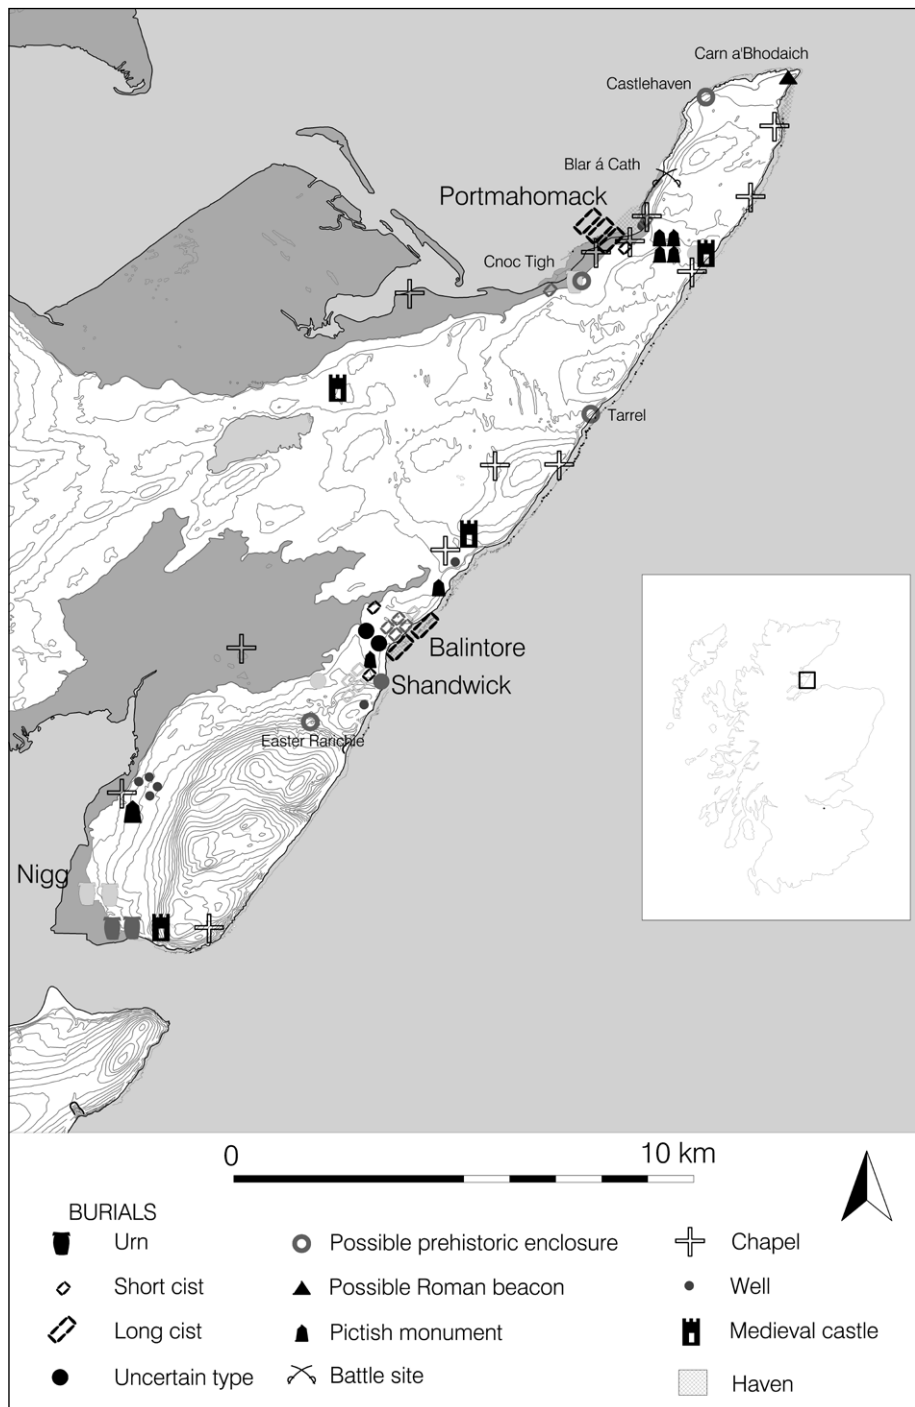 Carn a'Bhodaich
Castlehaven
Blar á Cath
Portmahomack
Cnoc Tigh
Tarrel
Balintore
Shandwick
Easter Rarichie
Nigg
0 10 km
BURIALS
Urn
Short cist
Long cist
Uncertain type
Possible prehistoric enclosure
Possible Roman beacon
Pictish monument
Battle site
Chapel
Well
Medieval castle
Haven